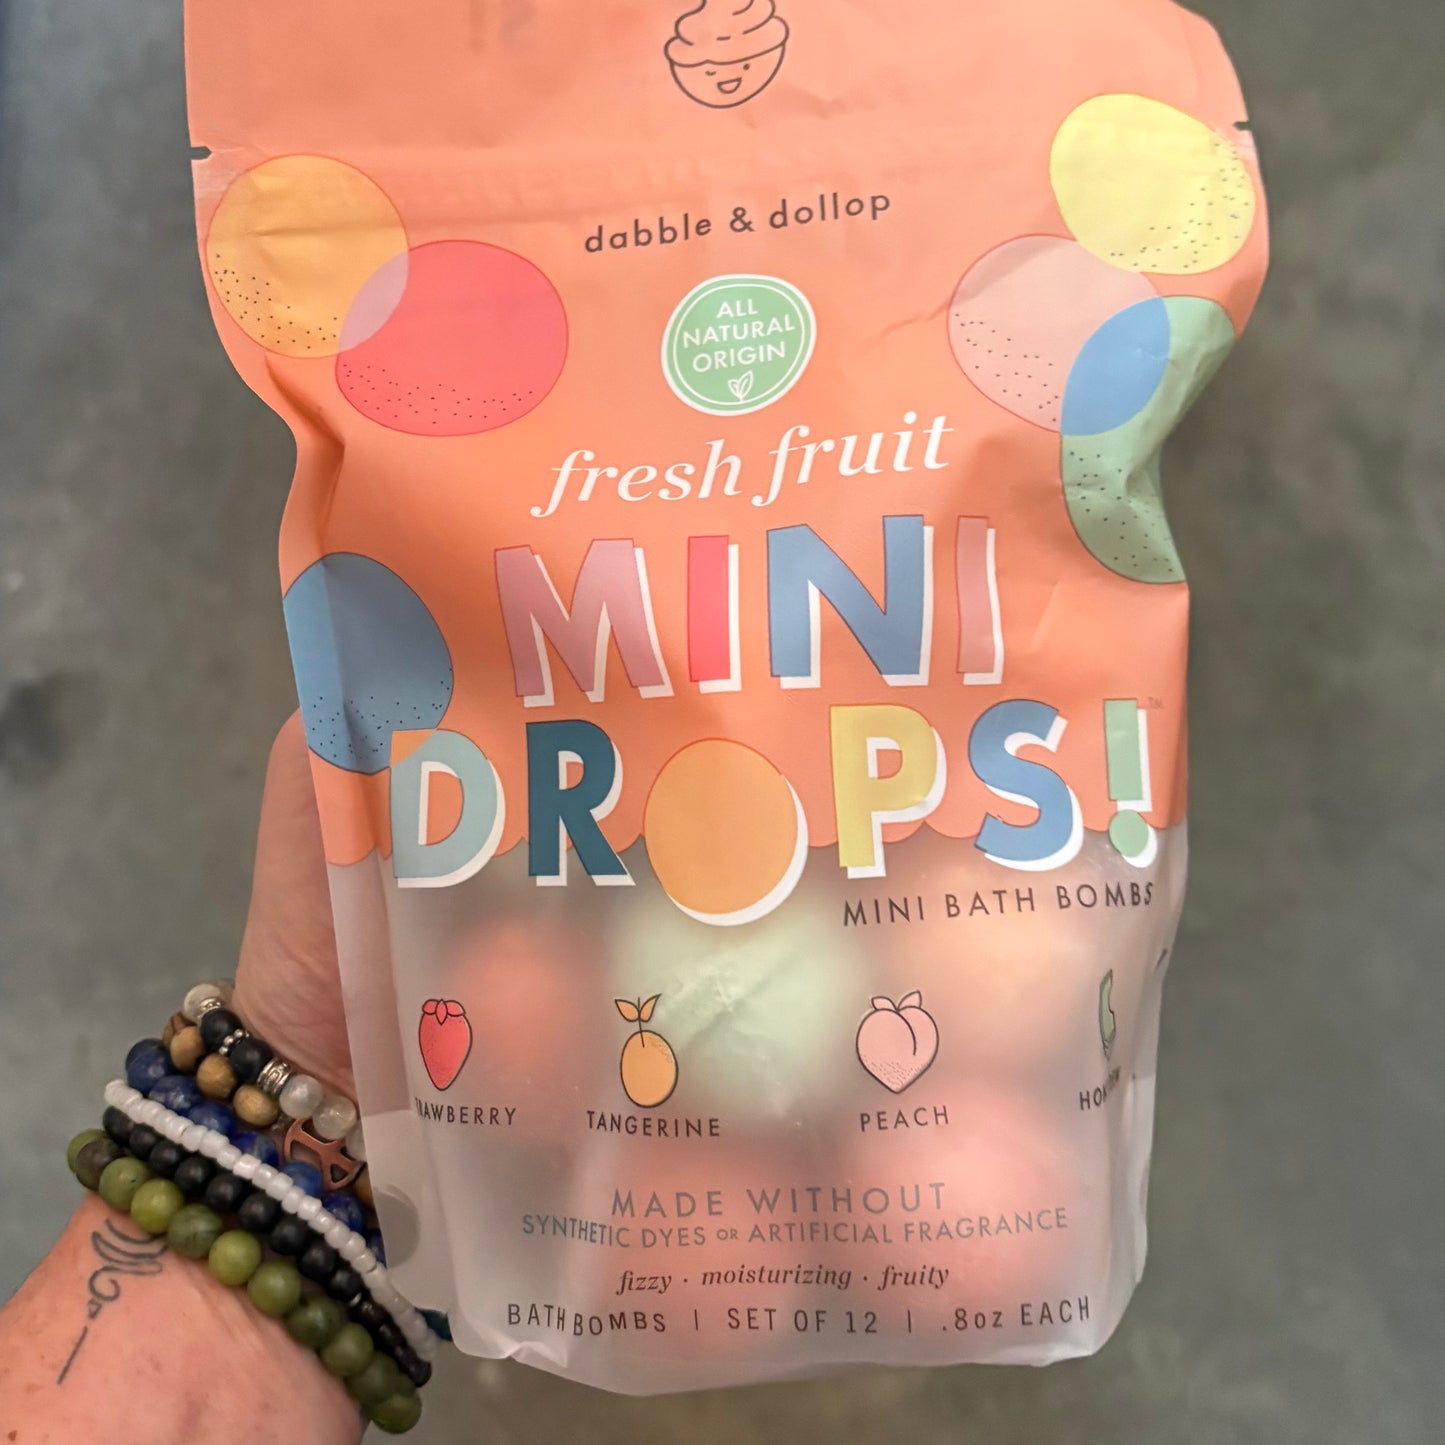 dabble & dollop
ALL
NATURAL
ORIGIN
fresh fruit
MINI
DROPS!™
MINI BATH BOMBS
TANGERINE
PEACH
MADE WITHOUT
SYNTHETIC DYES OR ARTIFICIAL FRAGRANCE
fizzy · moisturizing · fruity
BATH BOMBS | SET OF 12 | .8oz EACH